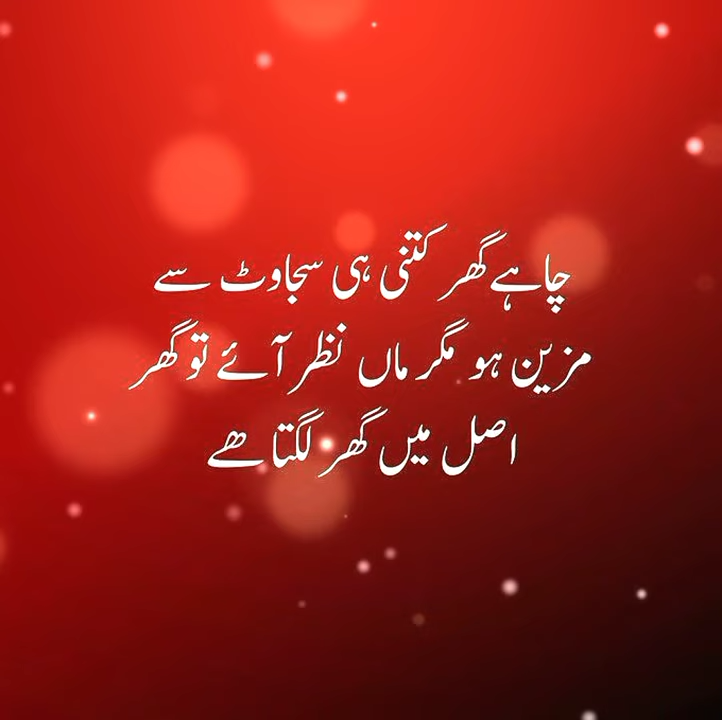 چاہے گھر کتنی ہی سجاوٹ سے
مزین ہو مگر ماں نظر آئے تو گھر
اصل میں گھر لگتا ھے